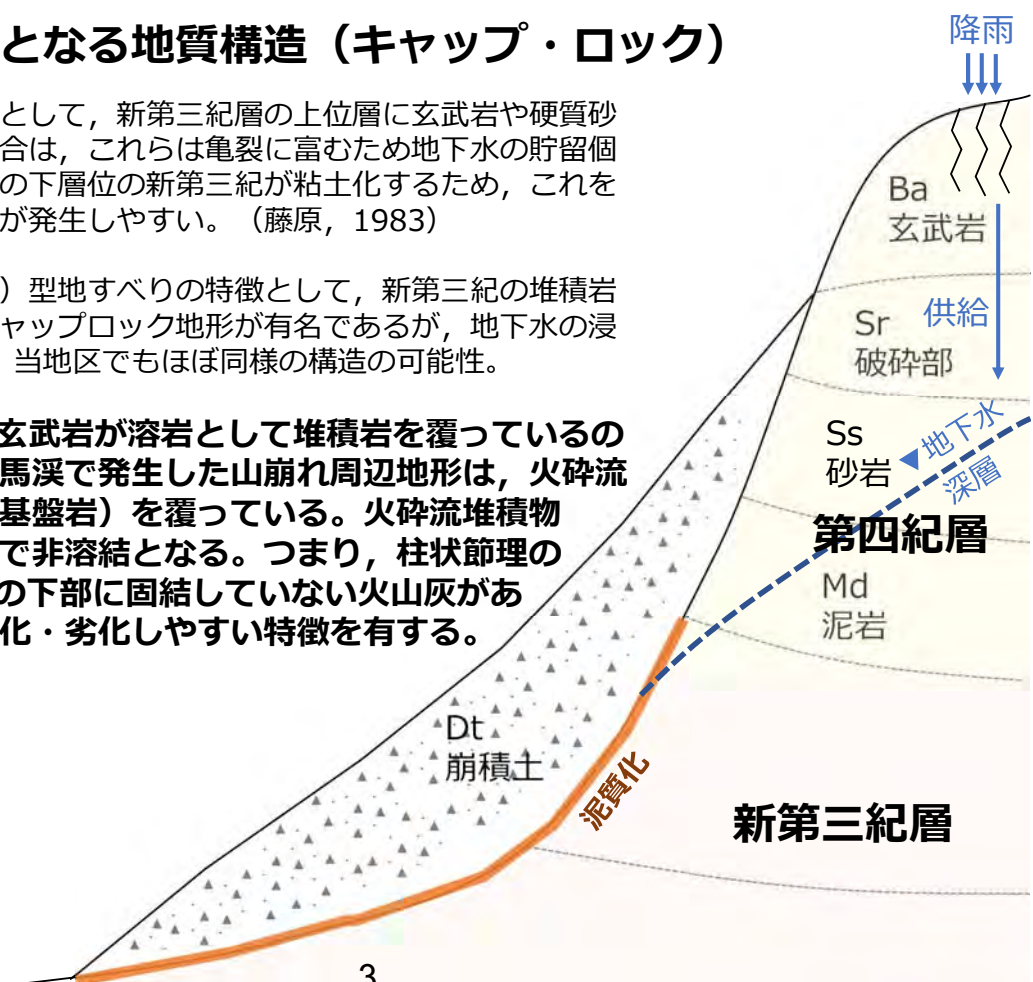 となる地質構造（キャップ・ロック）
として，新第三紀層の上位層に玄武岩や硬質砂
合は，これらは亀裂に富むため地下水の貯留個
の下層位の新第三紀が粘土化するため，これを
が発生しやすい。（藤原，1983）
）型地すべりの特徴として，新第三紀の堆積岩
ャップロック地形が有名であるが，地下水の浸
当地区でもほぼ同様の構造の可能性。
玄武岩が溶岩として堆積岩を覆っているの
馬渓で発生した山崩れ周辺地形は，火砕流
基盤岩）を覆っている。火砕流堆積物
で非溶結となる。つまり，柱状節理の
の下部に固結していない火山灰があ
化・劣化しやすい特徴を有する。
降雨
Ba
玄武岩
Sr
破砕部
供給
Ss
砂岩
地下水
深層
第四紀層
Md
泥岩
Dt
崩積土
泥質化
新第三紀層
3